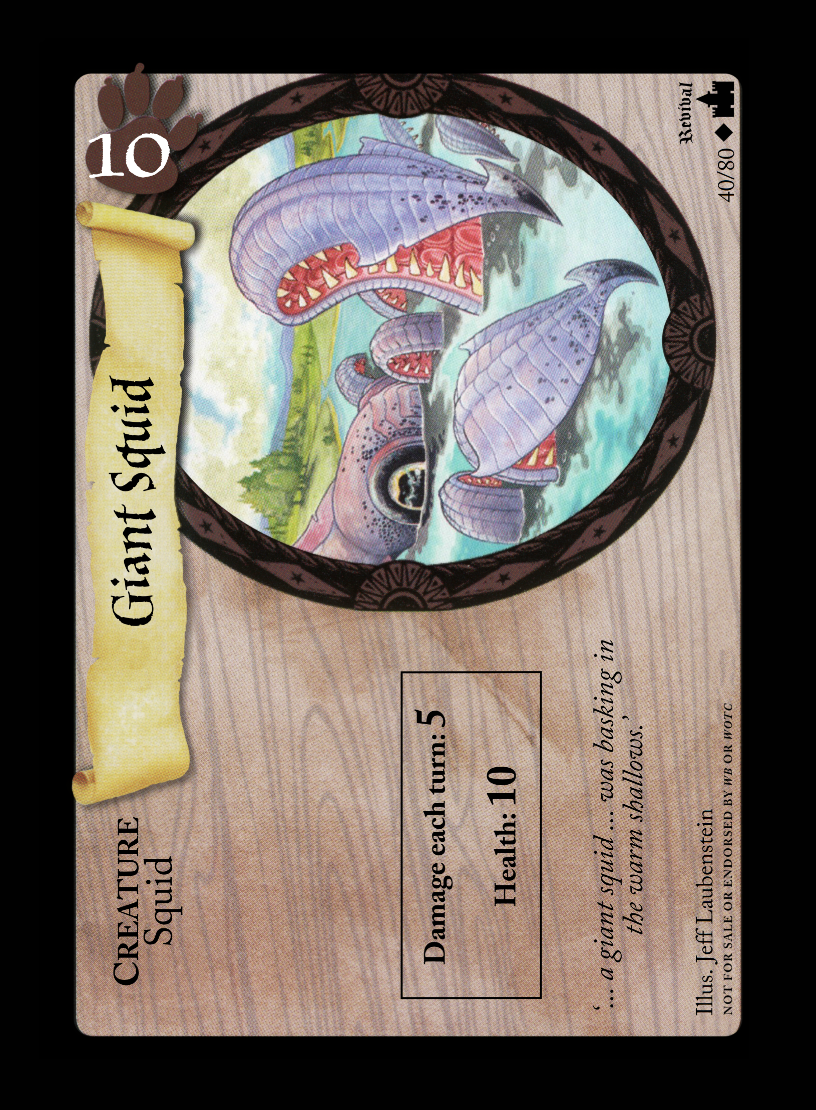 10
Giant Squid
CREATURE
Squid
Damage each turn: 5
Health: 10
‘... a giant squid ... was basking in
the warm shallows.’
Illus. Jeff Laubenstein
NOT FOR SALE OR ENDORSED BY WB OR WOTC
Revival
40/80